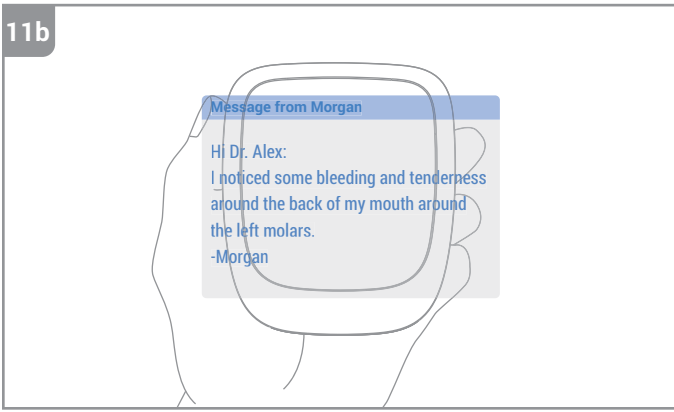 11b
Message from Morgan
Hi Dr. Alex:
I noticed some bleeding and tenderness
around the back of my mouth around
the left molars.
-Morgan